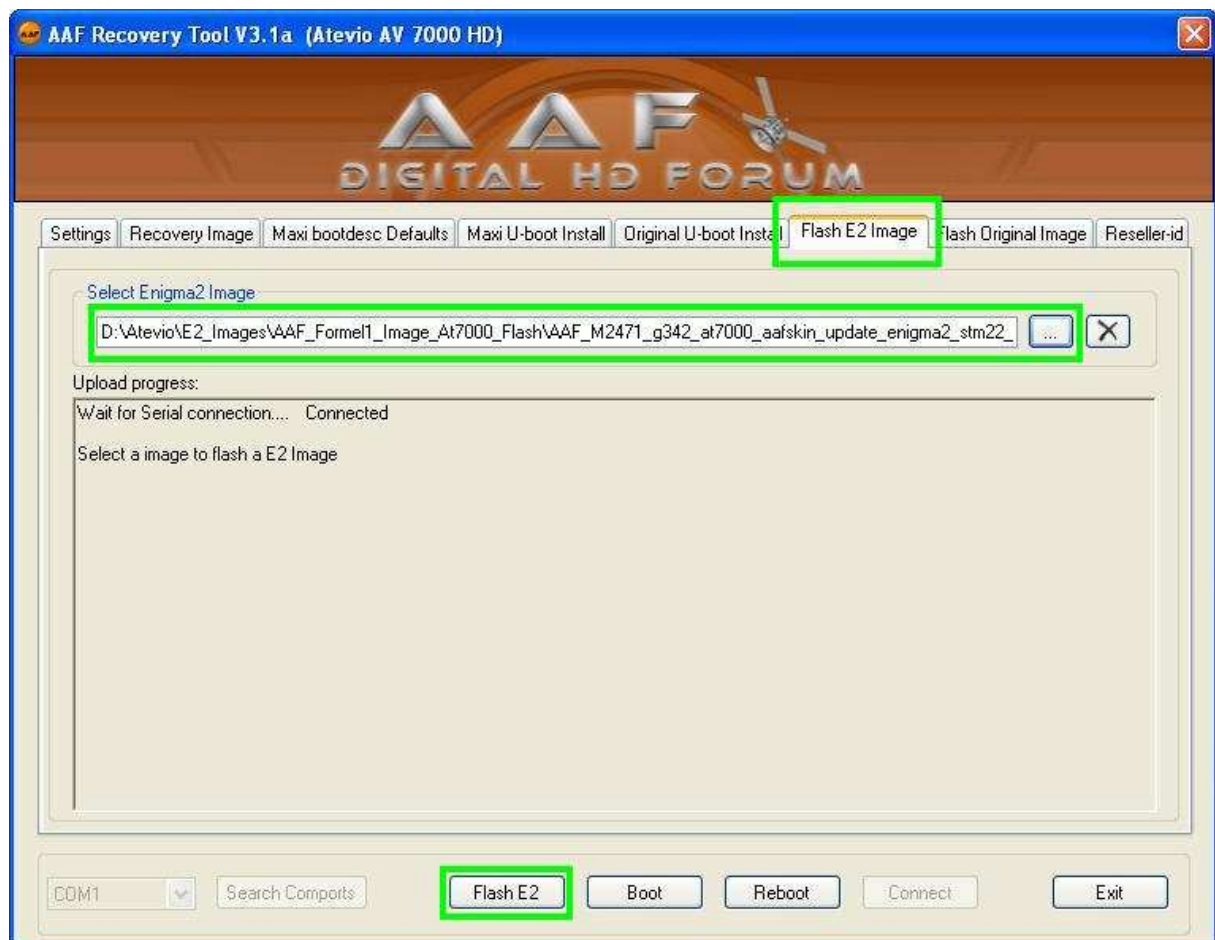 AAF Recovery Tool V3.1a (Atevio AV 7000 HD)
AAF
DIGITAL HD FORUM
Settings Recovery Image Maxi bootdesc Defaults Maxi U-boot Install Original U-boot Install Flash E2 Image Flash Original Image Reseller-id
Select Enigma2 Image
D:\Atevio\E2_Images\AAF_Formel1_Image_At7000_Flash\AAF_M2471_g342_at7000_aafskin_update_enigma2_stm22_ ... X
Upload progress:
Wait for Serial connection.... Connected
Select a image to flash a E2 Image
COM1 Search Comports Flash E2 Boot Reboot Connect Exit